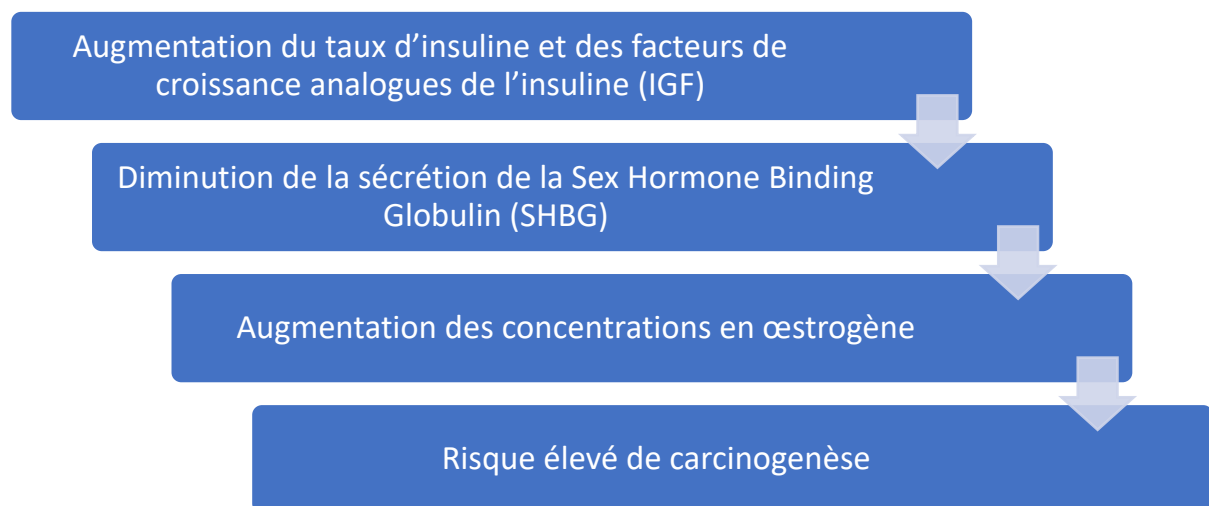 Augmentation du taux d’insuline et des facteurs de
croissance analogues de l’insuline (IGF)
Diminution de la sécrétion de la Sex Hormone Binding
Globulin (SHBG)
Augmentation des concentrations en œstrogène
Risque élevé de carcinogenèse